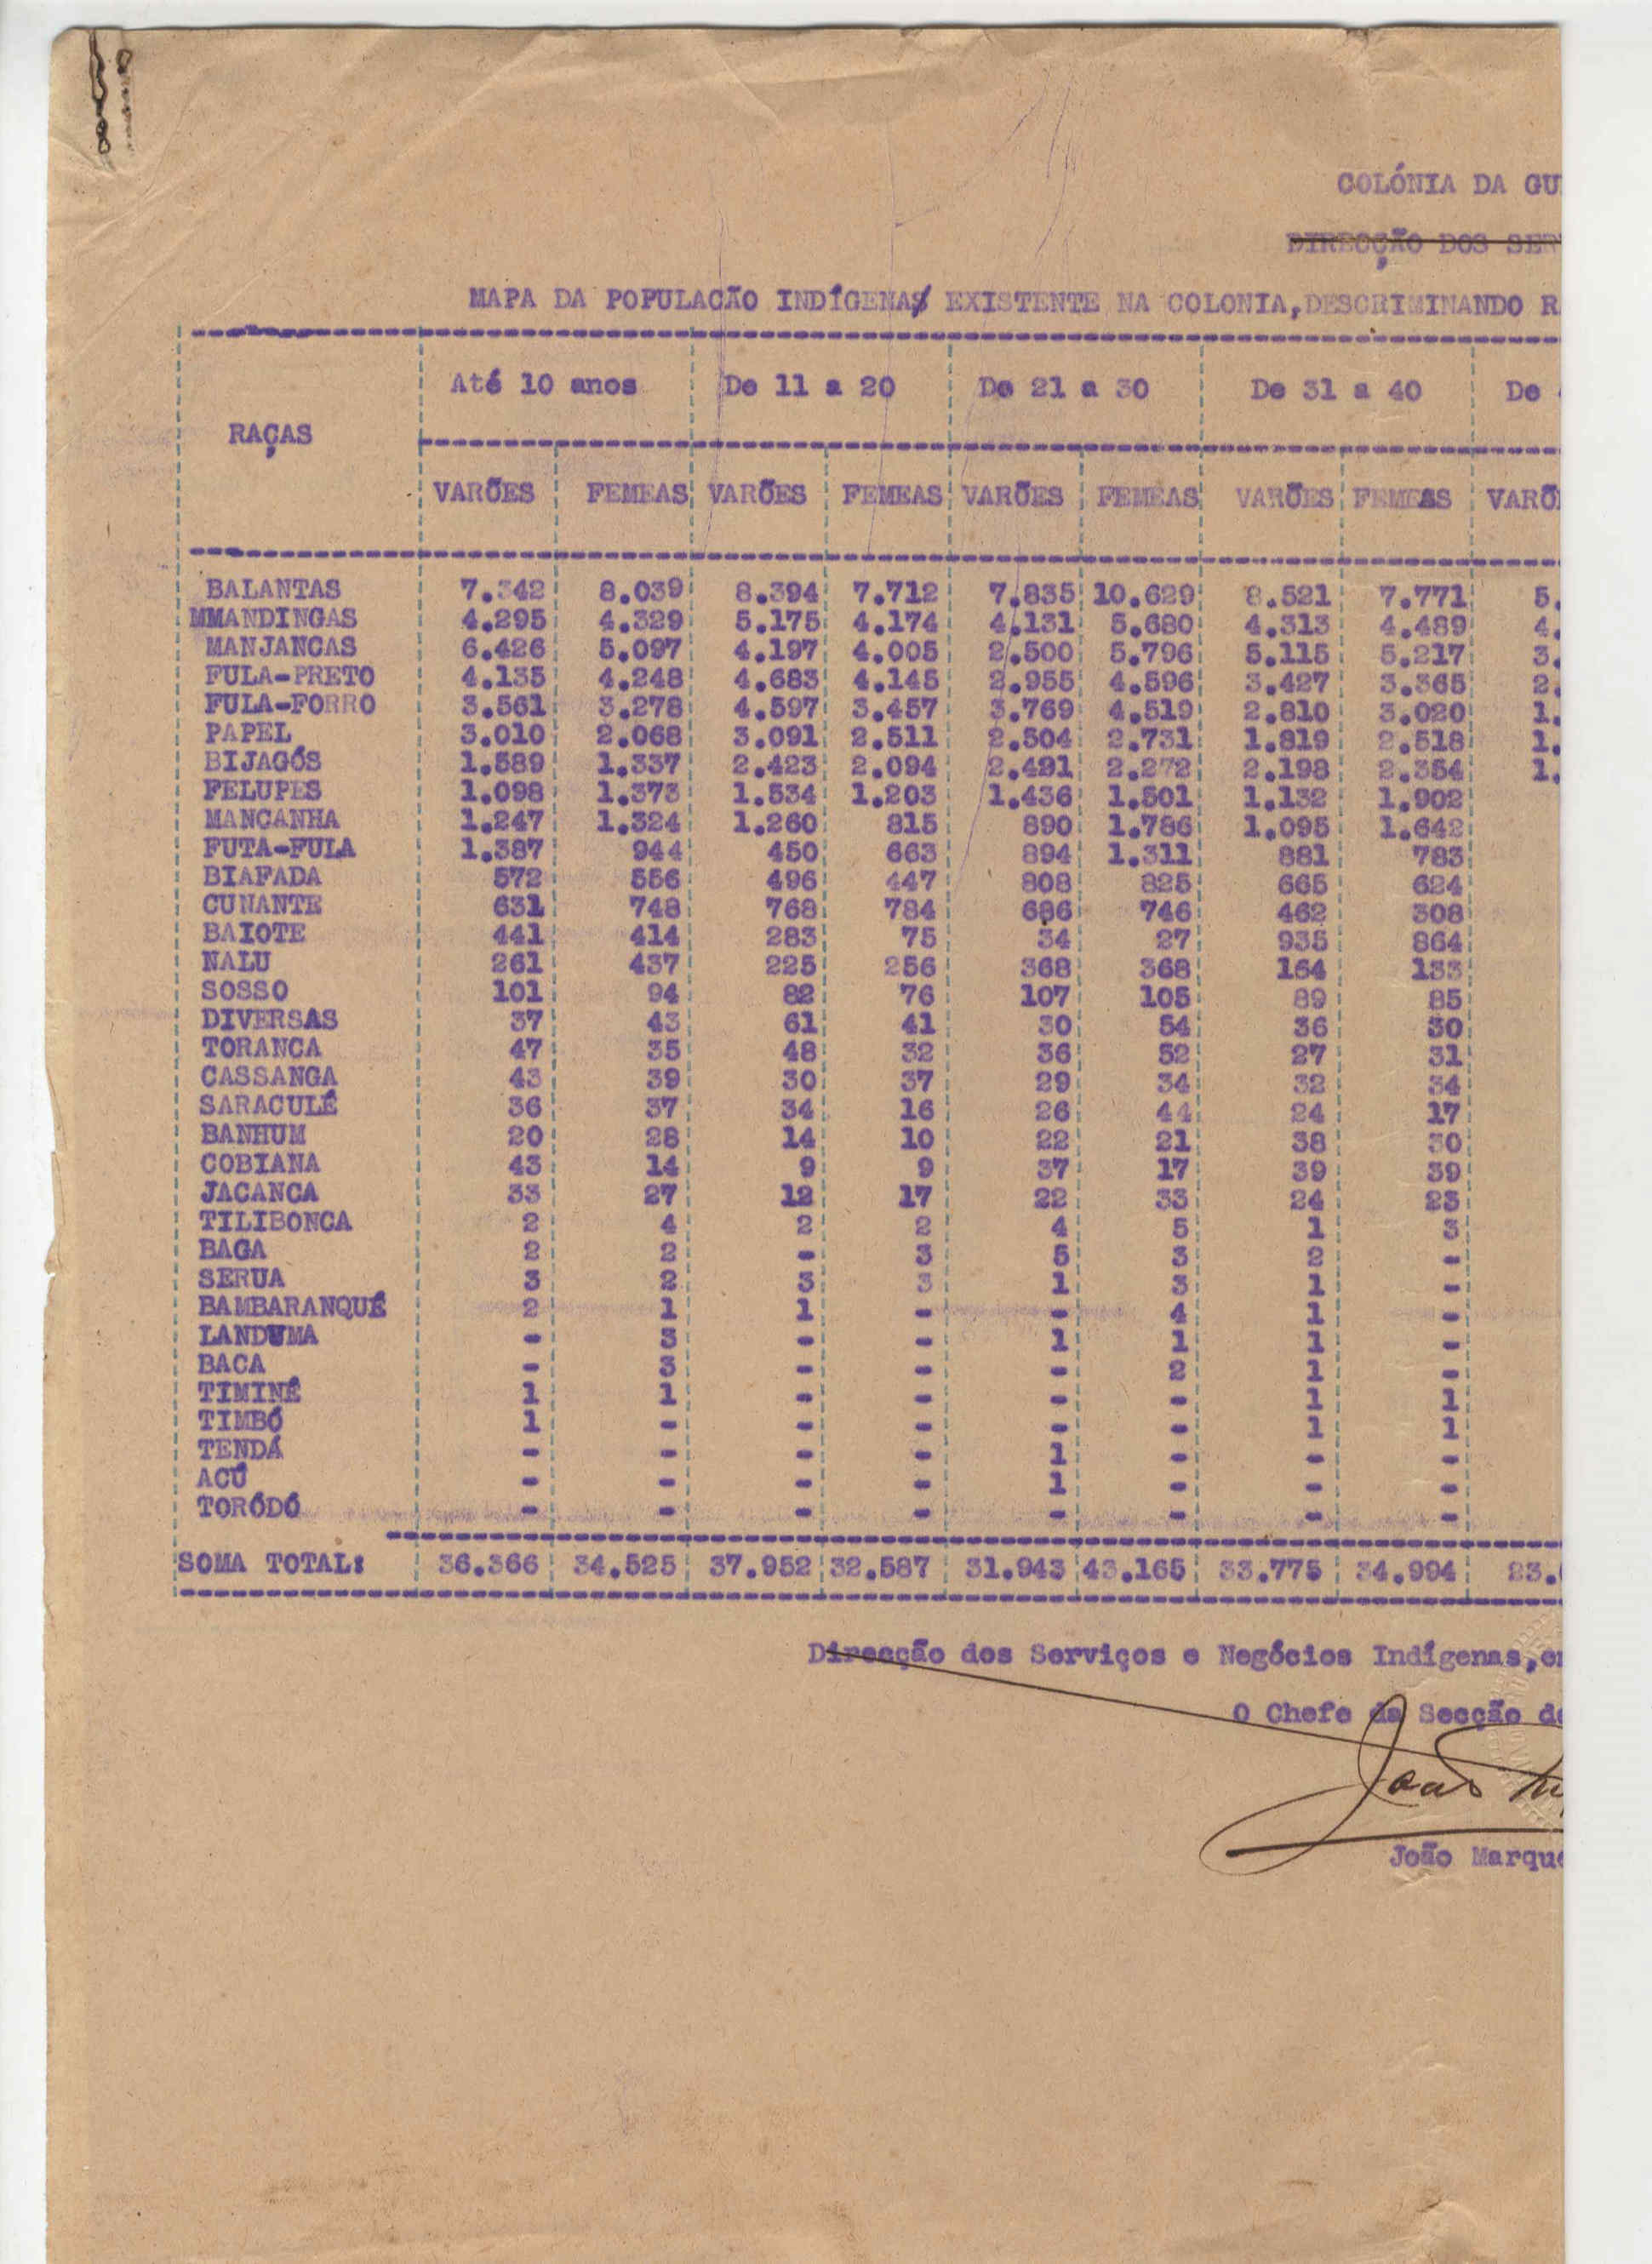 COLÓNIA DA GU
DIRECÇÃO DOS SER
MAPA DA POPULACÃO INDÍGENAS EXISTENTE NA COLONIA,DESCRIMINANDO R
RAÇAS Até 10 anos De 11 a 20 De 21 a 30 De 31 a 40 De
VARÕES FEMEAS VARÕES FEMEAS VARÕES FEMEAS VARÕES FEMEAS VARÕ
BALANTAS 7.342 8.039 8.394 7.712 7.835 10.629 8.521 7.771 5.
MMANDINGAS 4.295 4.329 5.175 4.174 4.131 5.680 4.313 4.489 4.
MANJANCAS 6.426 5.097 4.197 4.005 2.500 5.796 5.115 5.217 3.
FULA-PRETO 4.135 4.248 4.683 4.145 2.955 4.596 3.427 3.365 2.
FULA-FORRO 3.561 3.278 4.597 3.457 3.769 4.519 2.810 3.020 1.
PAPEL 3.010 2.068 3.091 2.511 2.504 2.731 1.819 2.518 1.
BIJAGÓS 1.589 1.337 2.423 2.094 2.491 2.272 2.198 2.354 1.
FELUPES 1.098 1.373 1.534 1.203 1.436 1.501 1.132 1.902
MANCANHA 1.247 1.324 1.260 815 890 1.786 1.095 1.642
FUTA-FULA 1.387 944 450 663 894 1.311 881 783
BIAFADA 572 556 496 447 808 825 665 624
CUNANTE 631 748 768 784 686 746 462 308
BAIOTE 441 414 283 75 34 27 935 864
NALU 261 437 225 256 368 368 164 133
SOSSO 101 94 82 76 107 105 89 85
DIVERSAS 37 43 61 41 30 54 36 30
TORANCA 47 35 48 32 36 52 27 31
CASSANGA 43 39 30 37 29 34 32 34
SARACULÉ 36 37 34 16 26 44 24 17
BANHUM 20 28 14 10 22 21 38 30
COBIANA 43 14 9 9 37 17 39 39
JACANCA 33 27 12 17 22 33 24 23
TILIBONCA 2 4 2 2 4 5 1 3
BAGA 2 2 - 3 5 3 2 -
SERUA 3 2 3 3 1 3 1 -
BAMBARANQUÉ 2 1 1 - - 4 1 -
LANDUMA - 3 - - 1 1 1 -
BACA - 3 - - - 2 1 -
TIMINÉ 1 1 - - - - 1 1
TIMBÓ 1 - - - - - 1 1
TENDÁ - - - - 1 - - -
ACÚ - - - - 1 - - -
TORÓDÓ - - - - - - - -
SOMA TOTAL: 36.366 34.525 37.952 32.587 31.943 43.165 33.775 34.994 23.
Direcção dos Serviços e Negócios Indígenas,e
O Chefe da Secção de
João
João Marque